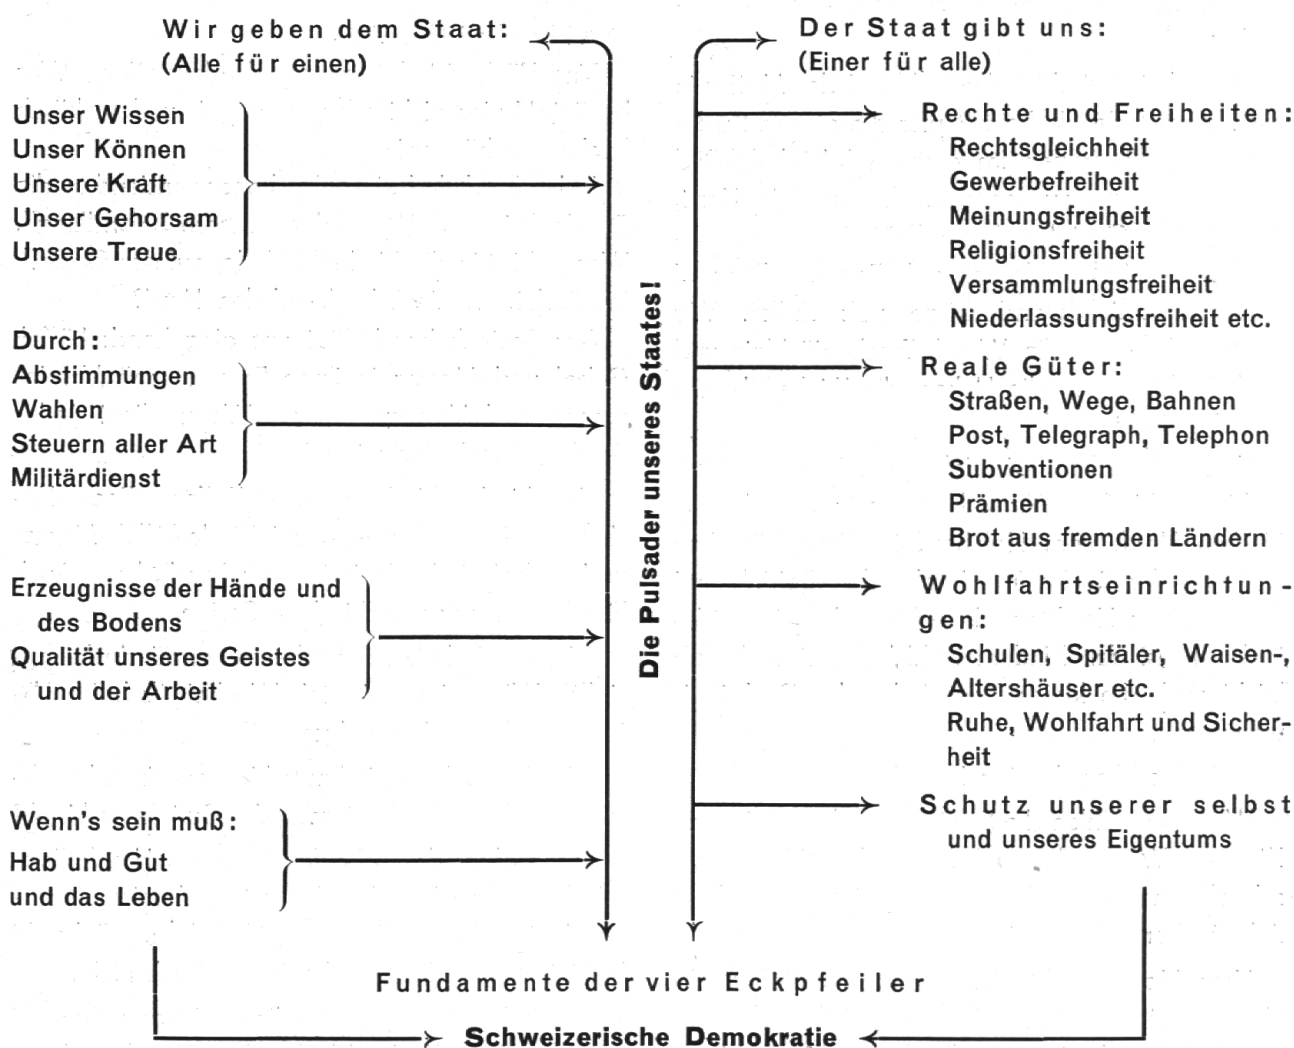 Wir geben dem Staat:
(Alle für einen)
Unser Wissen
Unser Können
Unsere Kraft
Unser Gehorsam
Unsere Treue
Durch:
Abstimmungen
Wahlen
Steuern aller Art
Militärdienst
Erzeugnisse der Hände und
des Bodens
Qualität unseres Geistes
und der Arbeit
Wenn's sein muß:
Hab und Gut
und das Leben
Die Pulsader unseres Staates!
Der Staat gibt uns:
(Einer für alle)
Rechte und Freiheiten:
Rechtsgleichheit
Gewerbefreiheit
Meinungsfreiheit
Religionsfreiheit
Versammlungsfreiheit
Niederlassungsfreiheit etc.
Reale Güter:
Straßen, Wege, Bahnen
Post, Telegraph, Telephon
Subventionen
Prämien
Brot aus fremden Ländern
Wohlfahrtseinrichtun-
gen:
Schulen, Spitäler, Waisen-,
Altershäuser etc.
Ruhe, Wohlfahrt und Sicher-
heit
Schutz unserer selbst
und unseres Eigentums
Fundamente der vier Eckpfeiler
Schweizerische Demokratie